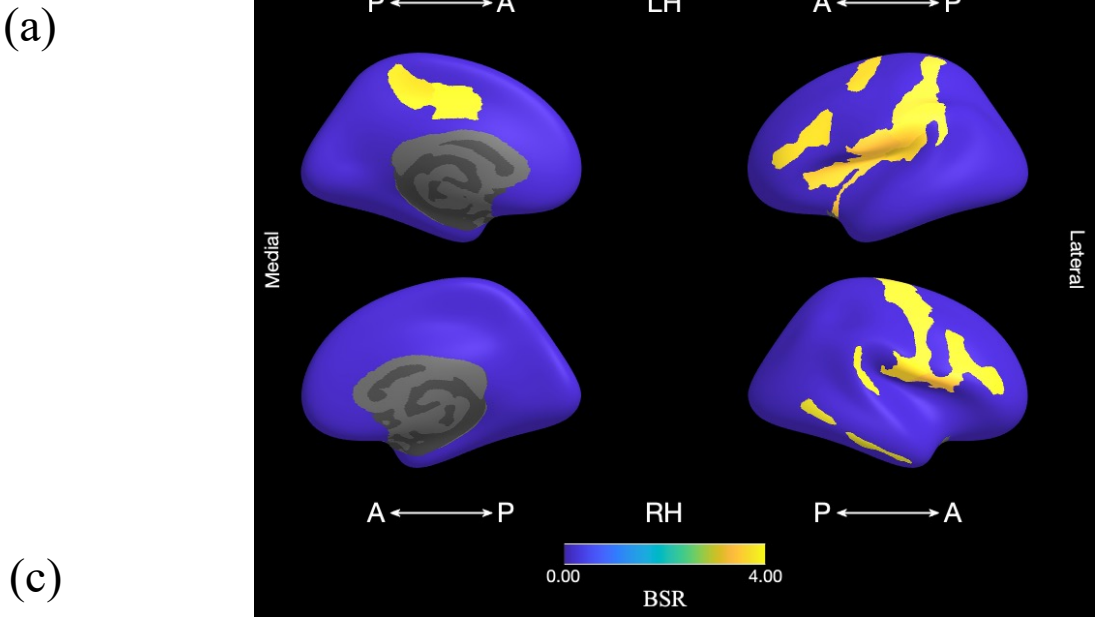 (a)
P A LH A P
Medial
Lateral
A P RH P A
0.00 4.00
(c)
BSR